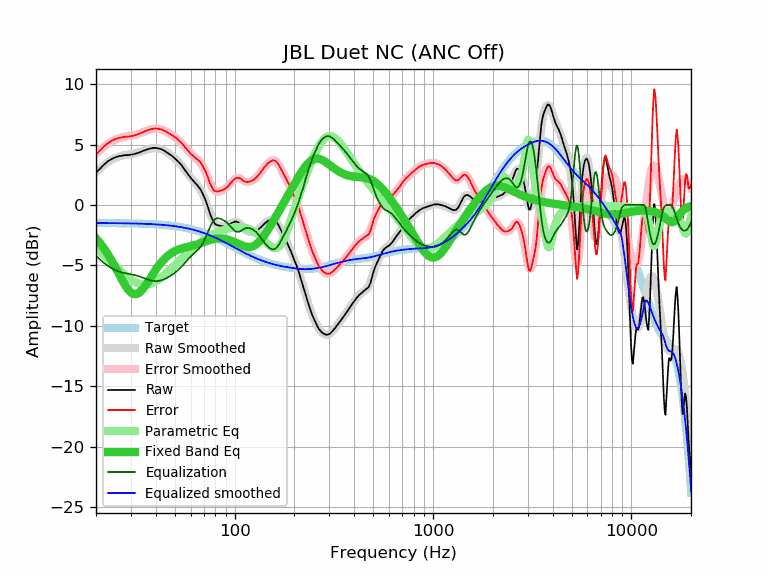 JBL Duet NC (ANC Off)
10
5
0
−5
−10
−15
−20
−25
Amplitude (dBr)
Target
Raw Smoothed
Error Smoothed
Raw
Error
Parametric Eq
Fixed Band Eq
Equalization
Equalized smoothed
100 1000 10000
Frequency (Hz)